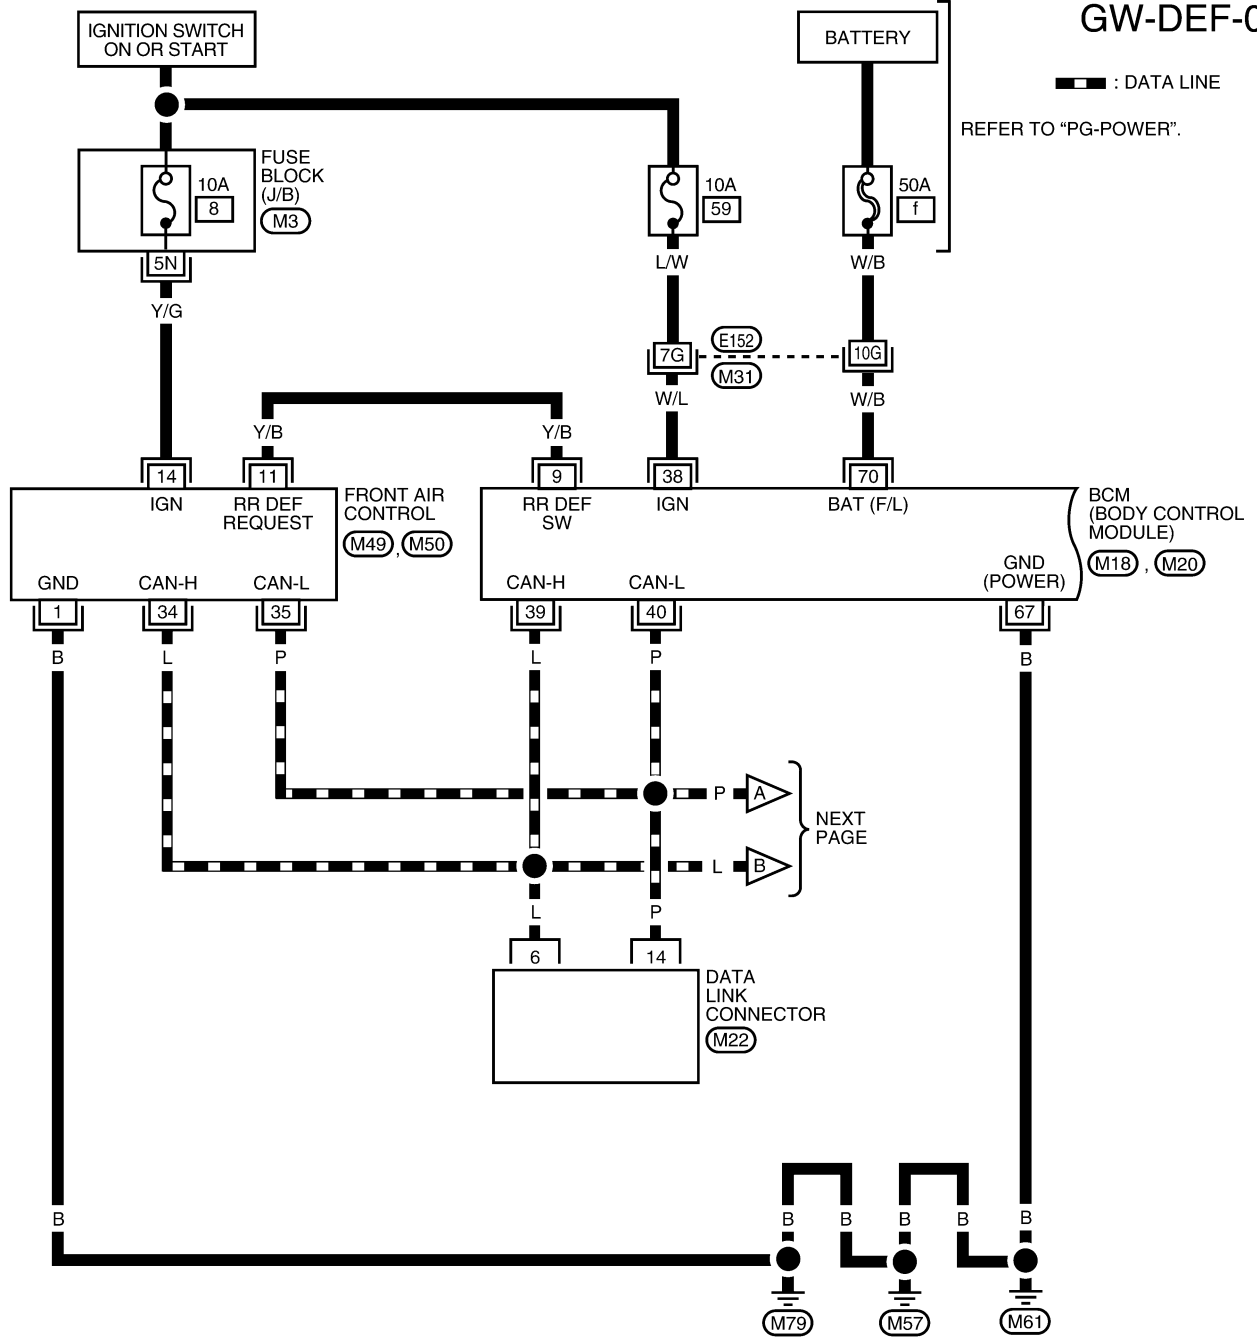 GW-DEF-0
IGNITION SWITCH
ON OR START
BATTERY
: DATA LINE
REFER TO “PG-POWER”.
FUSE
BLOCK
(J/B)
M3
10A
8
10A
59
50A
f
5N
Y/G
L/W
W/B
7G
E152
M31
10G
W/L
W/B
Y/B
Y/B
14
11
9
38
70
IGN
RR DEF
REQUEST
FRONT AIR
CONTROL
M49 , M50
RR DEF
SW
IGN
BAT (F/L)
BCM
(BODY CONTROL
MODULE)
M18 , M20
GND
CAN-H
CAN-L
CAN-H
CAN-L
GND
(POWER)
1
34
35
39
40
67
B
L
P
L
P
B
P
A
L
B
NEXT
PAGE
L
P
6
14
DATA
LINK
CONNECTOR
M22
B
B
B
B
B
B
M79
M57
M61